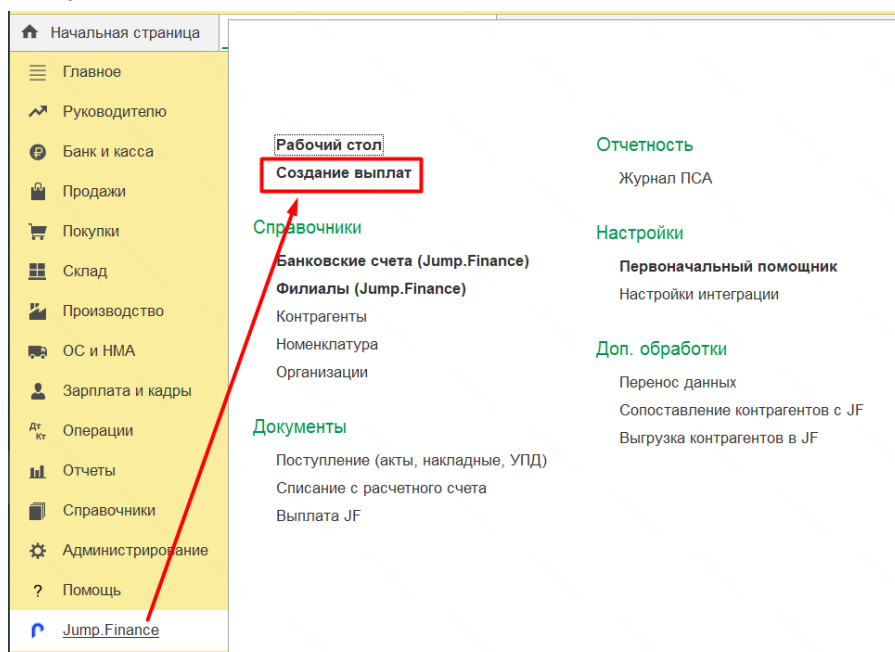 Начальная страница
Главное
Руководителю
Банк и касса
Продажи
Покупки
Склад
Производство
ОС и НМА
Зарплата и кадры
Дт Кт Операции
Отчеты
Справочники
Администрирование
? Помощь
Jump.Finance
Рабочий стол
Создание выплат
Справочники
Банковские счета (Jump.Finance)
Филиалы (Jump.Finance)
Контрагенты
Номенклатура
Организации
Документы
Поступление (акты, накладные, УПД)
Списание с расчетного счета
Выплата JF
Отчетность
Журнал ПСА
Настройки
Первоначальный помощник
Настройки интеграции
Доп. обработки
Перенос данных
Сопоставление контрагентов с JF
Выгрузка контрагентов в JF